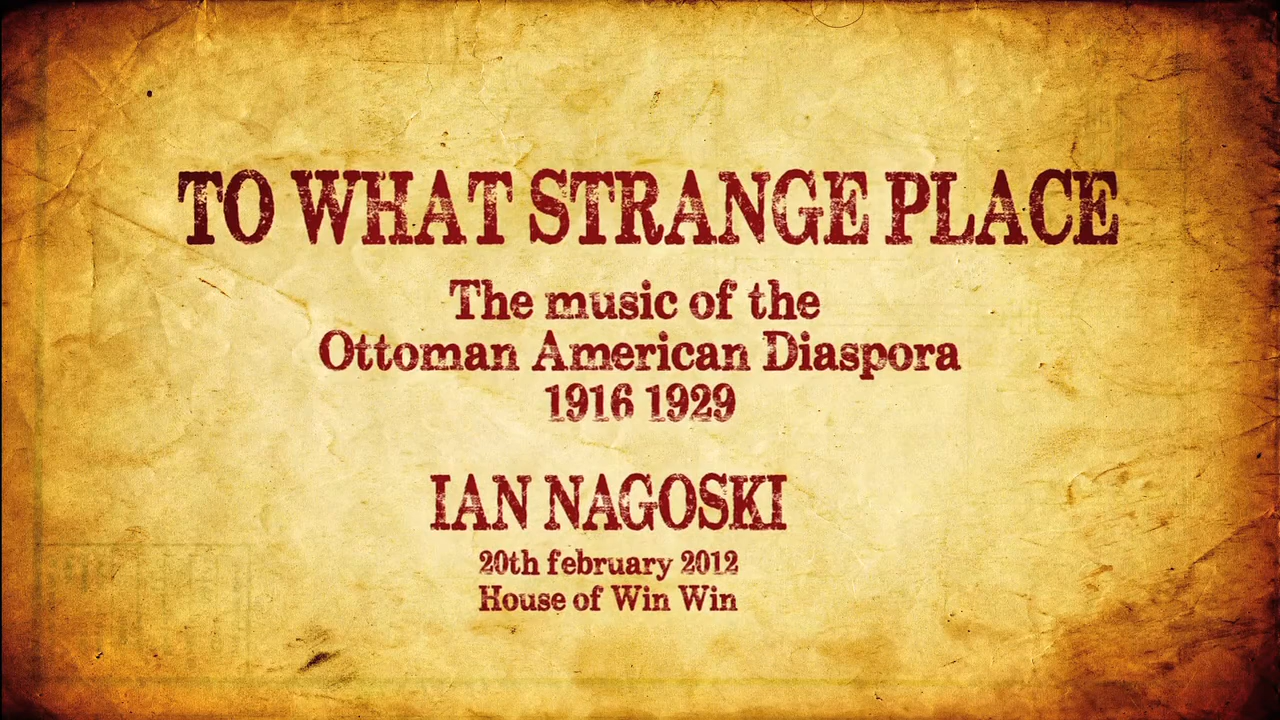 TO WHAT STRANGE PLACE
The music of the
Ottoman American Diaspora
1916 1929
IAN NAGOSKI
20th february 2012
House of Win Win